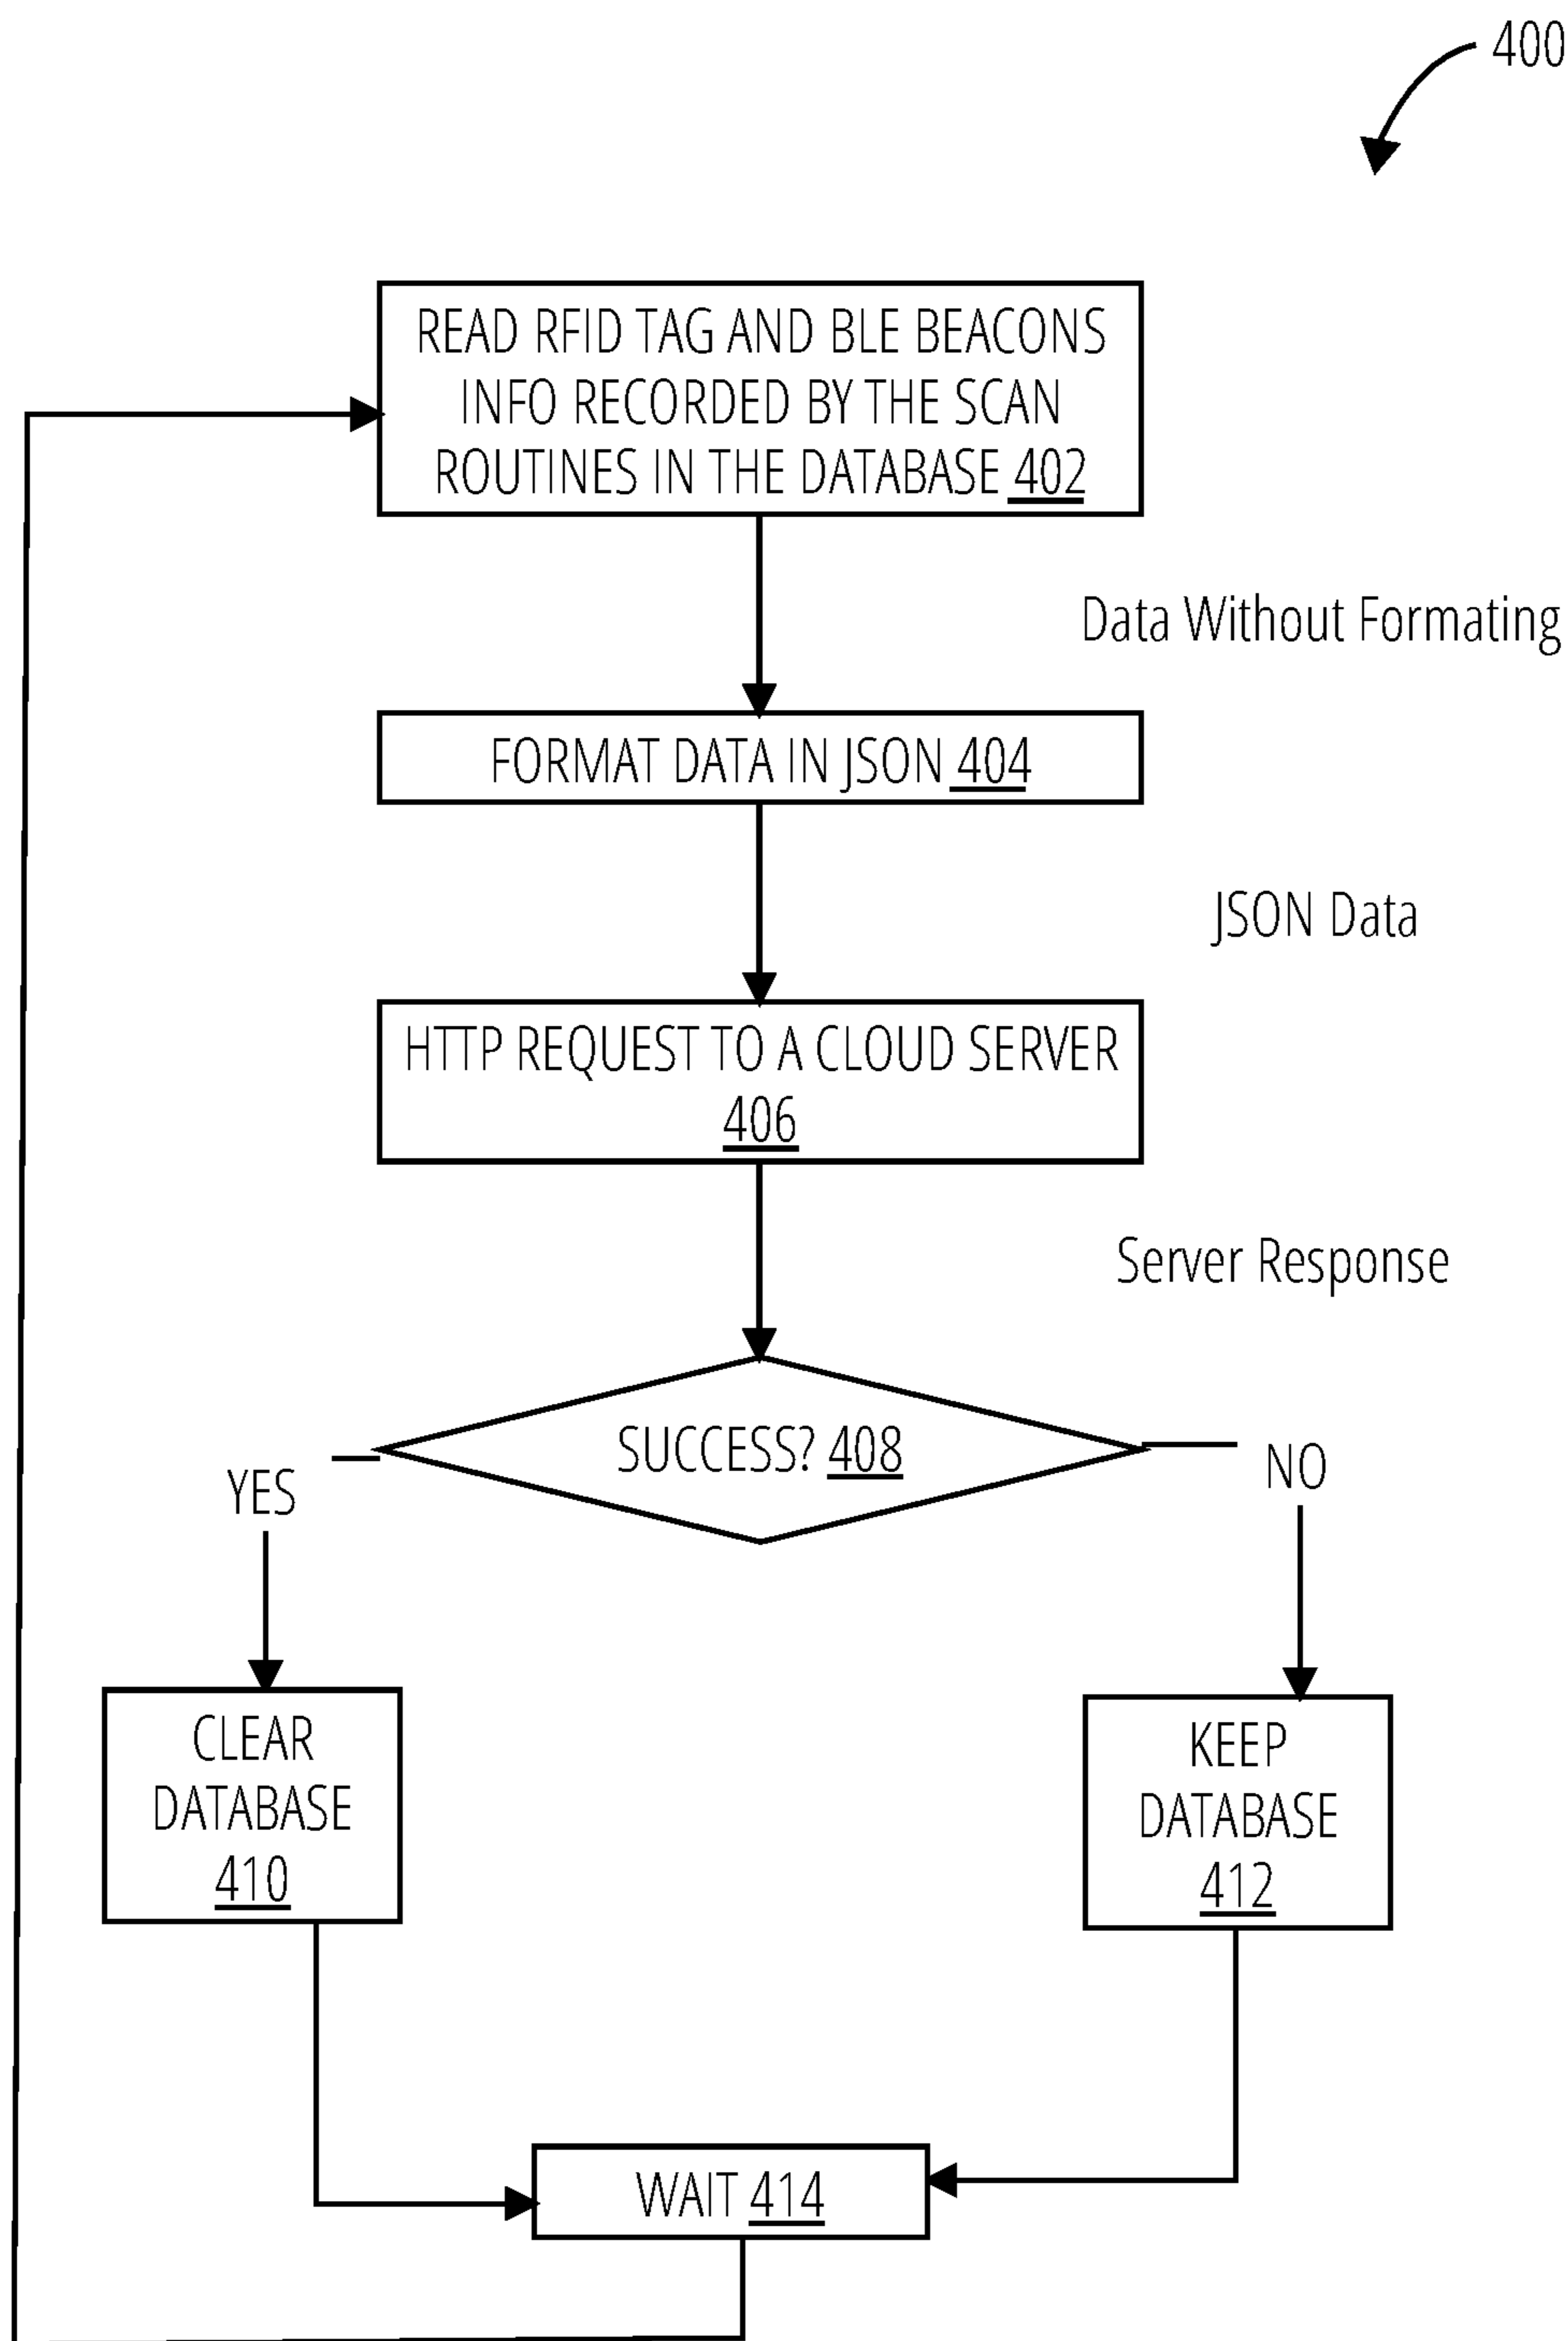 400
READ RFID TAG AND BLE BEACONS
INFO RECORDED BY THE SCAN
ROUTINES IN THE DATABASE 402
Data Without Formating
FORMAT DATA IN JSON 404
JSON Data
HTTP REQUEST TO A CLOUD SERVER
406
Server Response
SUCCESS? 408
YES
NO
CLEAR
DATABASE
410
KEEP
DATABASE
412
WAIT 414